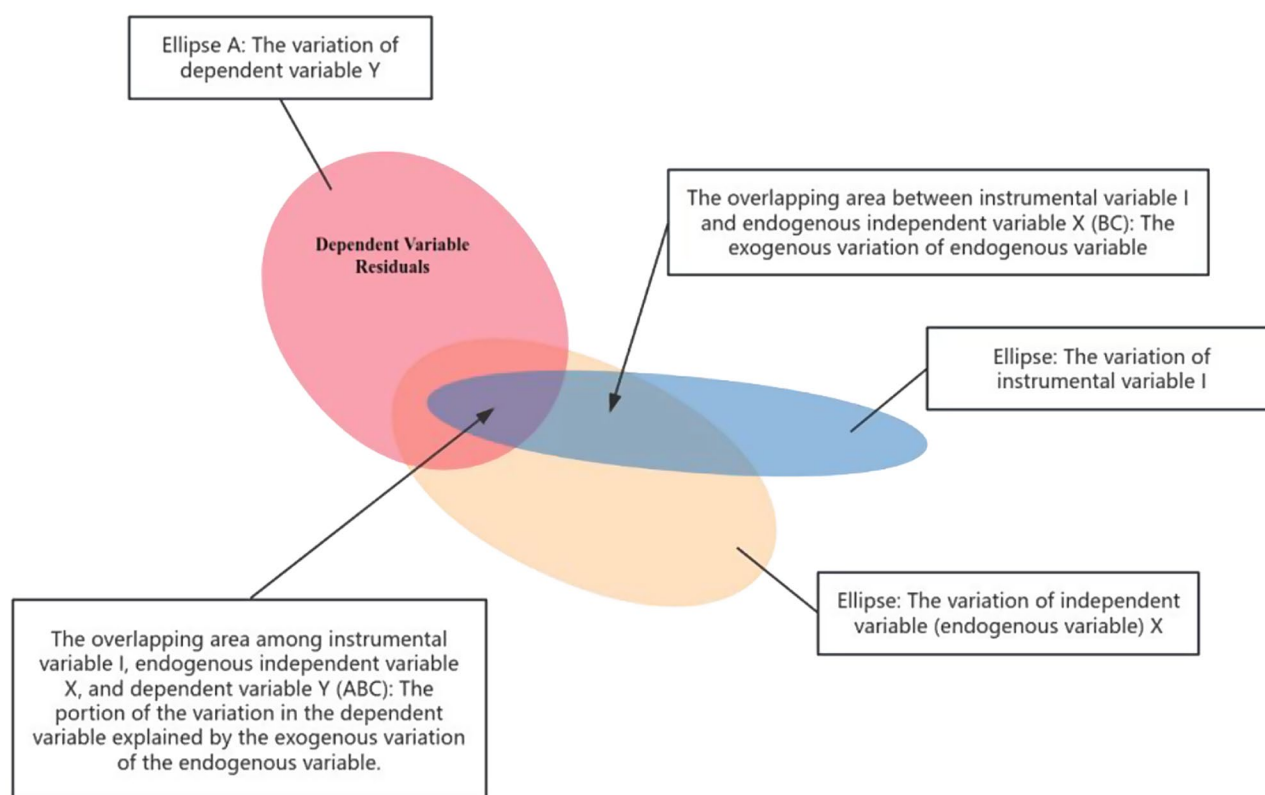 Ellipse A: The variation of
dependent variable Y
Dependent Variable
Residuals
The overlapping area between instrumental variable I
and endogenous independent variable X (BC): The
exogenous variation of endogenous variable
Ellipse: The variation of
instrumental variable I
Ellipse: The variation of independent
variable (endogenous variable) X
The overlapping area among instrumental
variable I, endogenous independent variable
X, and dependent variable Y (ABC): The
portion of the variation in the dependent
variable explained by the exogenous variation
of the endogenous variable.